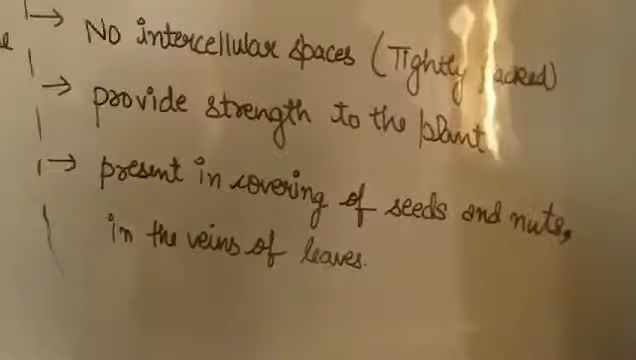 → No intercellular spaces (Tightly packed)
→ provide strength to the plant
→ present in covering of seeds and nuts,
in the veins of leaves.